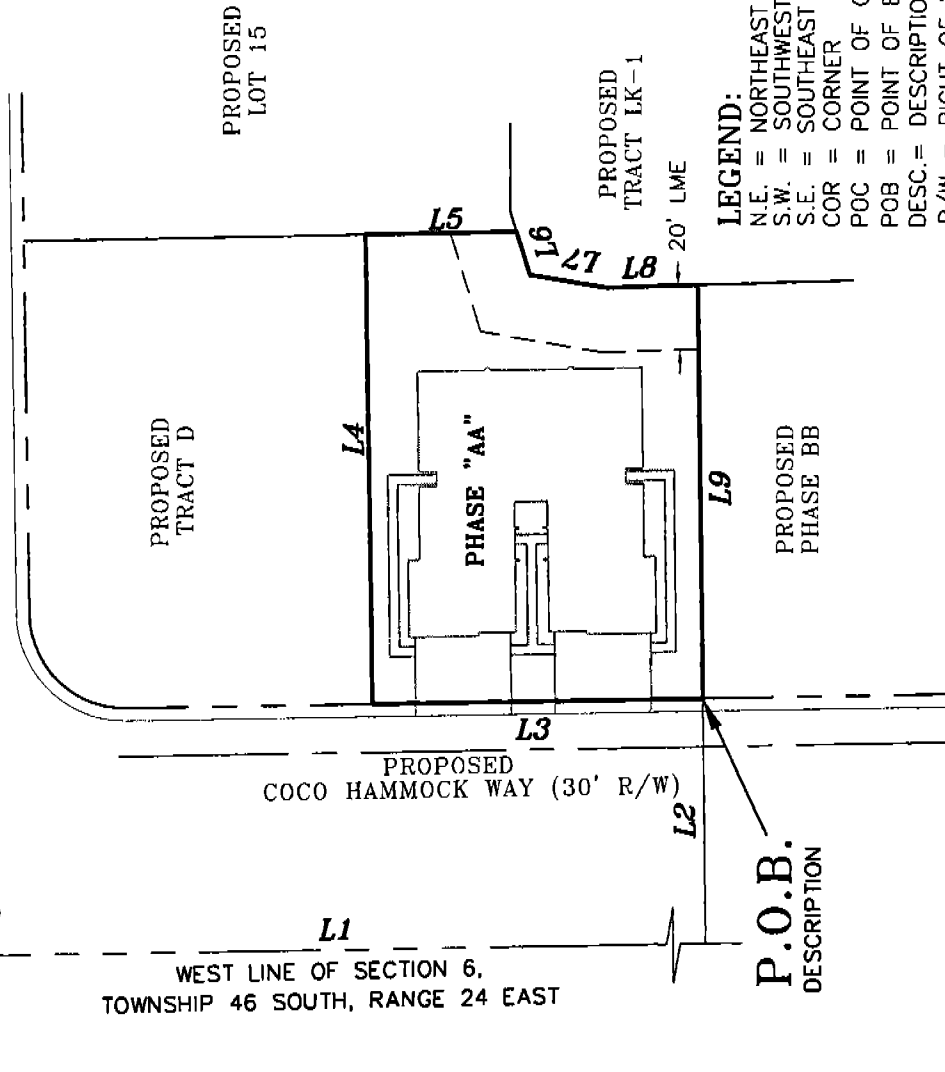 PROPOSED
LOT 15
PROPOSED
TRACT LK-1
LEGEND:
N.E. = NORTHEAST
S.W. = SOUTHWEST
S.E. = SOUTHEAST
COR = CORNER
POC = POINT OF
POB = POINT OF
DESC.= DESCRIPTION
20' LME
L5
L6
L7
L8
PROPOSED
TRACT D
L4
PHASE "AA"
L9
PROPOSED
PHASE BB
L3
PROPOSED
COCO HAMMOCK WAY (30' R/W)
L2
P.O.B.
DESCRIPTION
L1
WEST LINE OF SECTION 6,
TOWNSHIP 46 SOUTH, RANGE 24 EAST